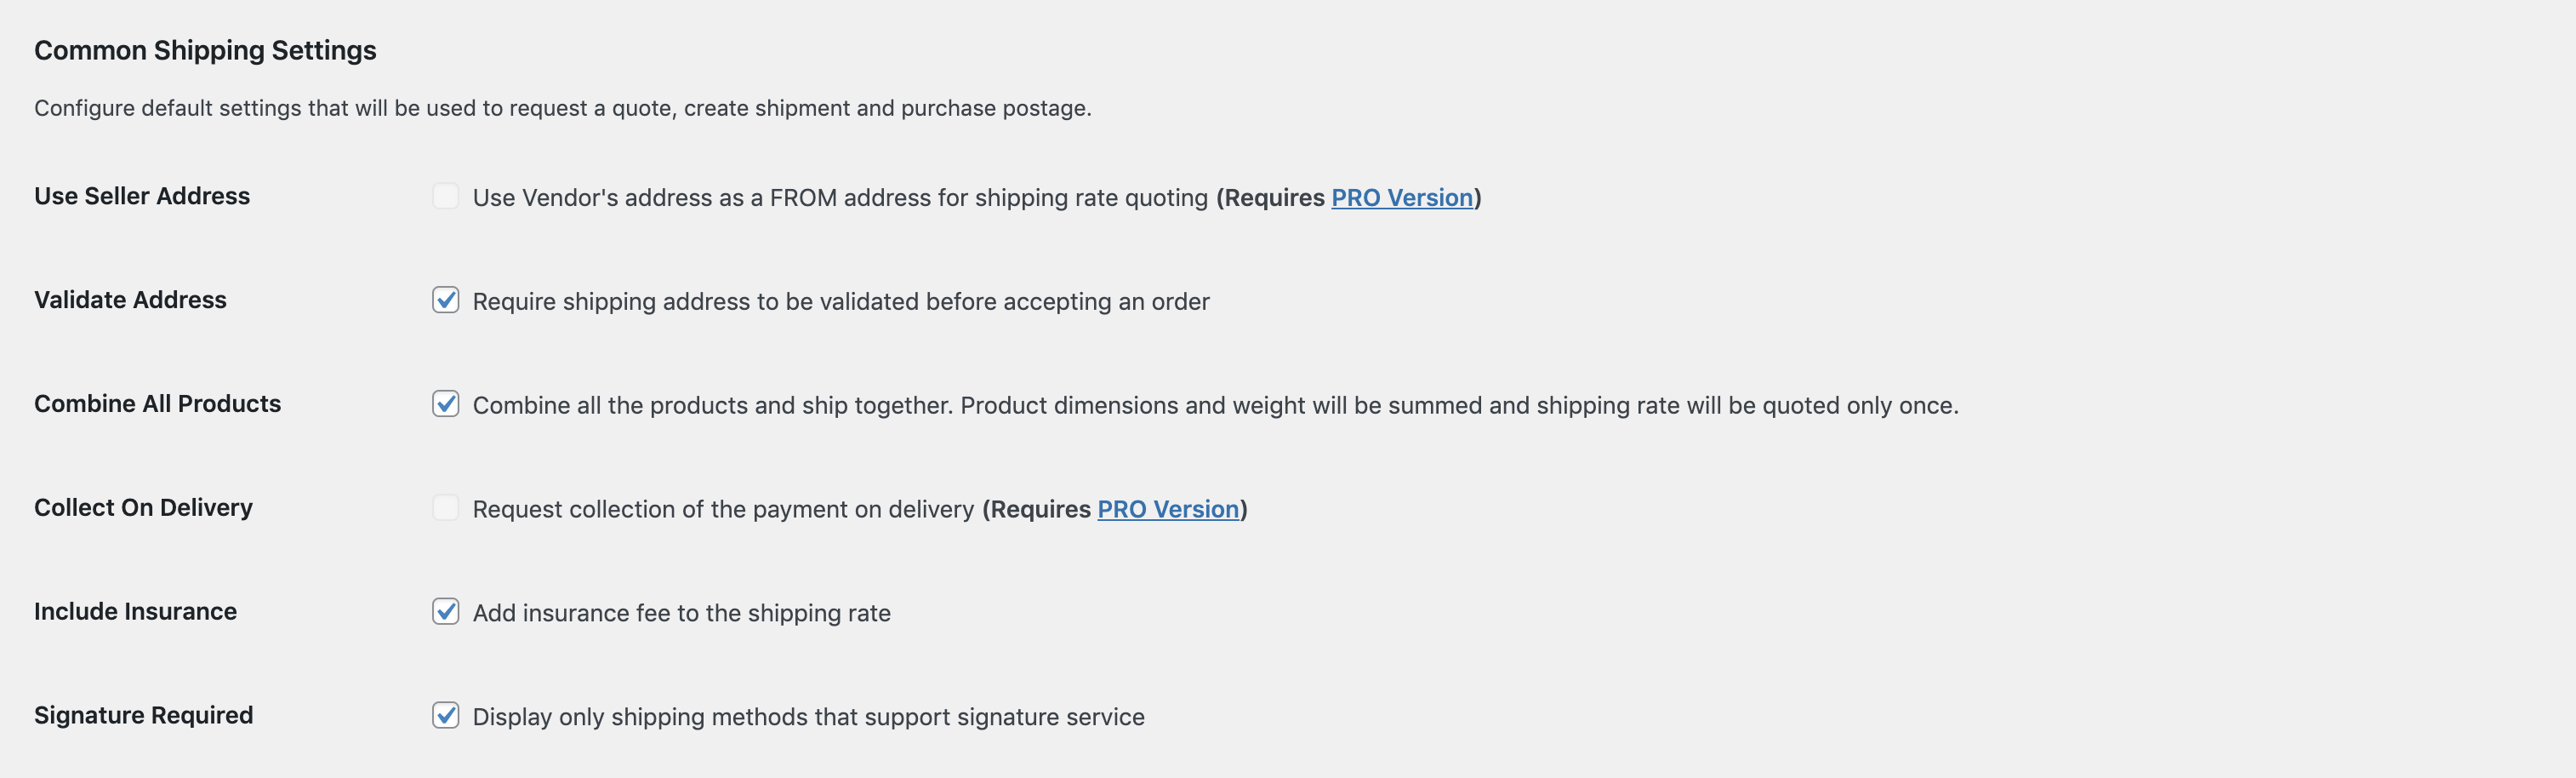 Common Shipping Settings
Configure default settings that will be used to request a quote, create shipment and purchase postage.
Use Seller Address
Use Vendor's address as a FROM address for shipping rate quoting (Requires PRO Version)
Validate Address
Require shipping address to be validated before accepting an order
Combine All Products
Combine all the products and ship together. Product dimensions and weight will be summed and shipping rate will be quoted only once.
Collect On Delivery
Request collection of the payment on delivery (Requires PRO Version)
Include Insurance
Add insurance fee to the shipping rate
Signature Required
Display only shipping methods that support signature service